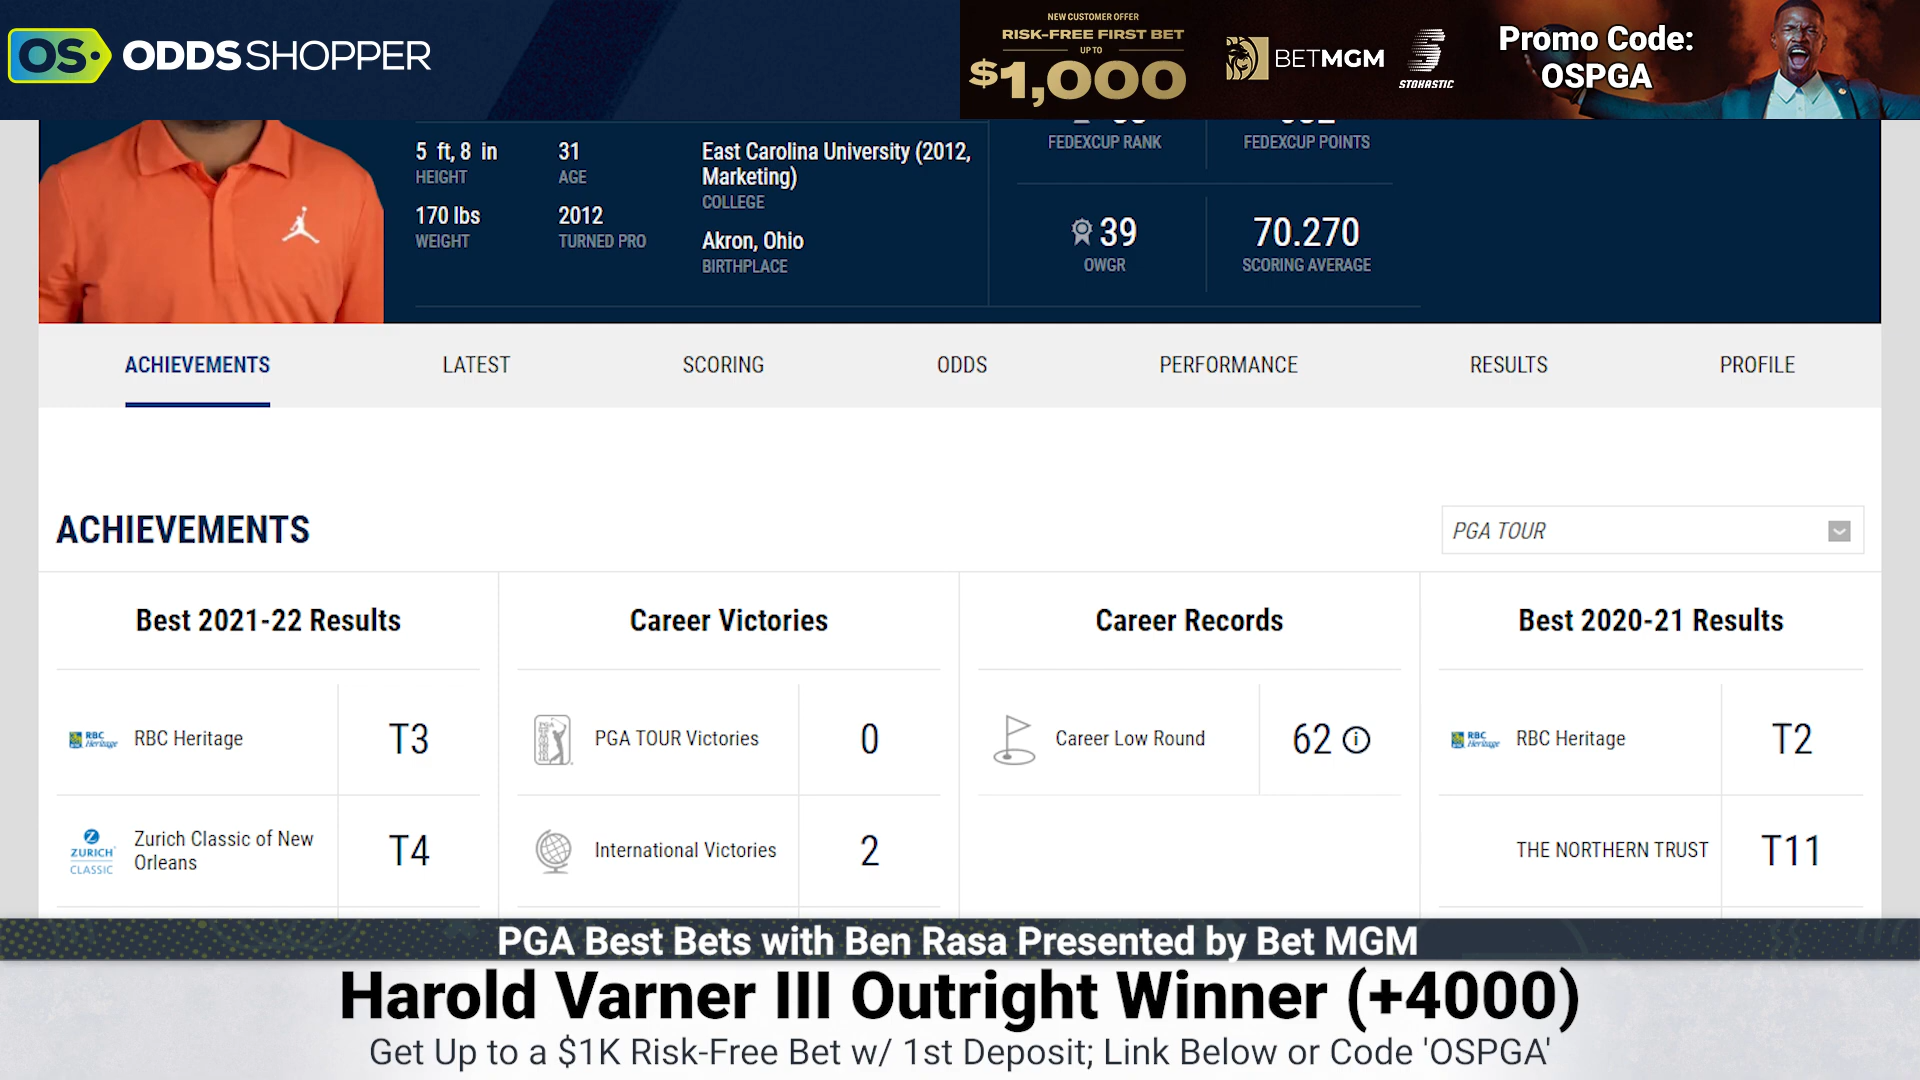 OS. ODDSSHOPPER
NEW CUSTOMER OFFER
RISK-FREE FIRST BET
UP TO
$1,000
BETMGM
STOKASTIC
Promo Code:
OSPGA
5 ft, 8 in
HEIGHT
31
AGE
East Carolina University (2012,
Marketing)
COLLEGE
170 lbs
WEIGHT
2012
TURNED PRO
Akron, Ohio
BIRTHPLACE
FEDEXCUP RANK
FEDEXCUP POINTS
39
OWGR
70.270
SCORING AVERAGE
ACHIEVEMENTS
LATEST
SCORING
ODDS
PERFORMANCE
RESULTS
PROFILE
ACHIEVEMENTS
PGA TOUR
Best 2021-22 Results
RBC Heritage
RBC Heritage
T3
ZURICH CLASSIC
Zurich Classic of New
Orleans
T4
Career Victories
PGA TOUR
PGA TOUR Victories
0
International Victories
2
Career Records
Career Low Round
62
Best 2020-21 Results
RBC Heritage
RBC Heritage
T2
THE NORTHERN TRUST
T11
PGA Best Bets with Ben Rasa Presented by Bet MGM
Harold Varner III Outright Winner (+4000)
Get Up to a $1K Risk-Free Bet w/ 1st Deposit; Link Below or Code 'OSPGA'